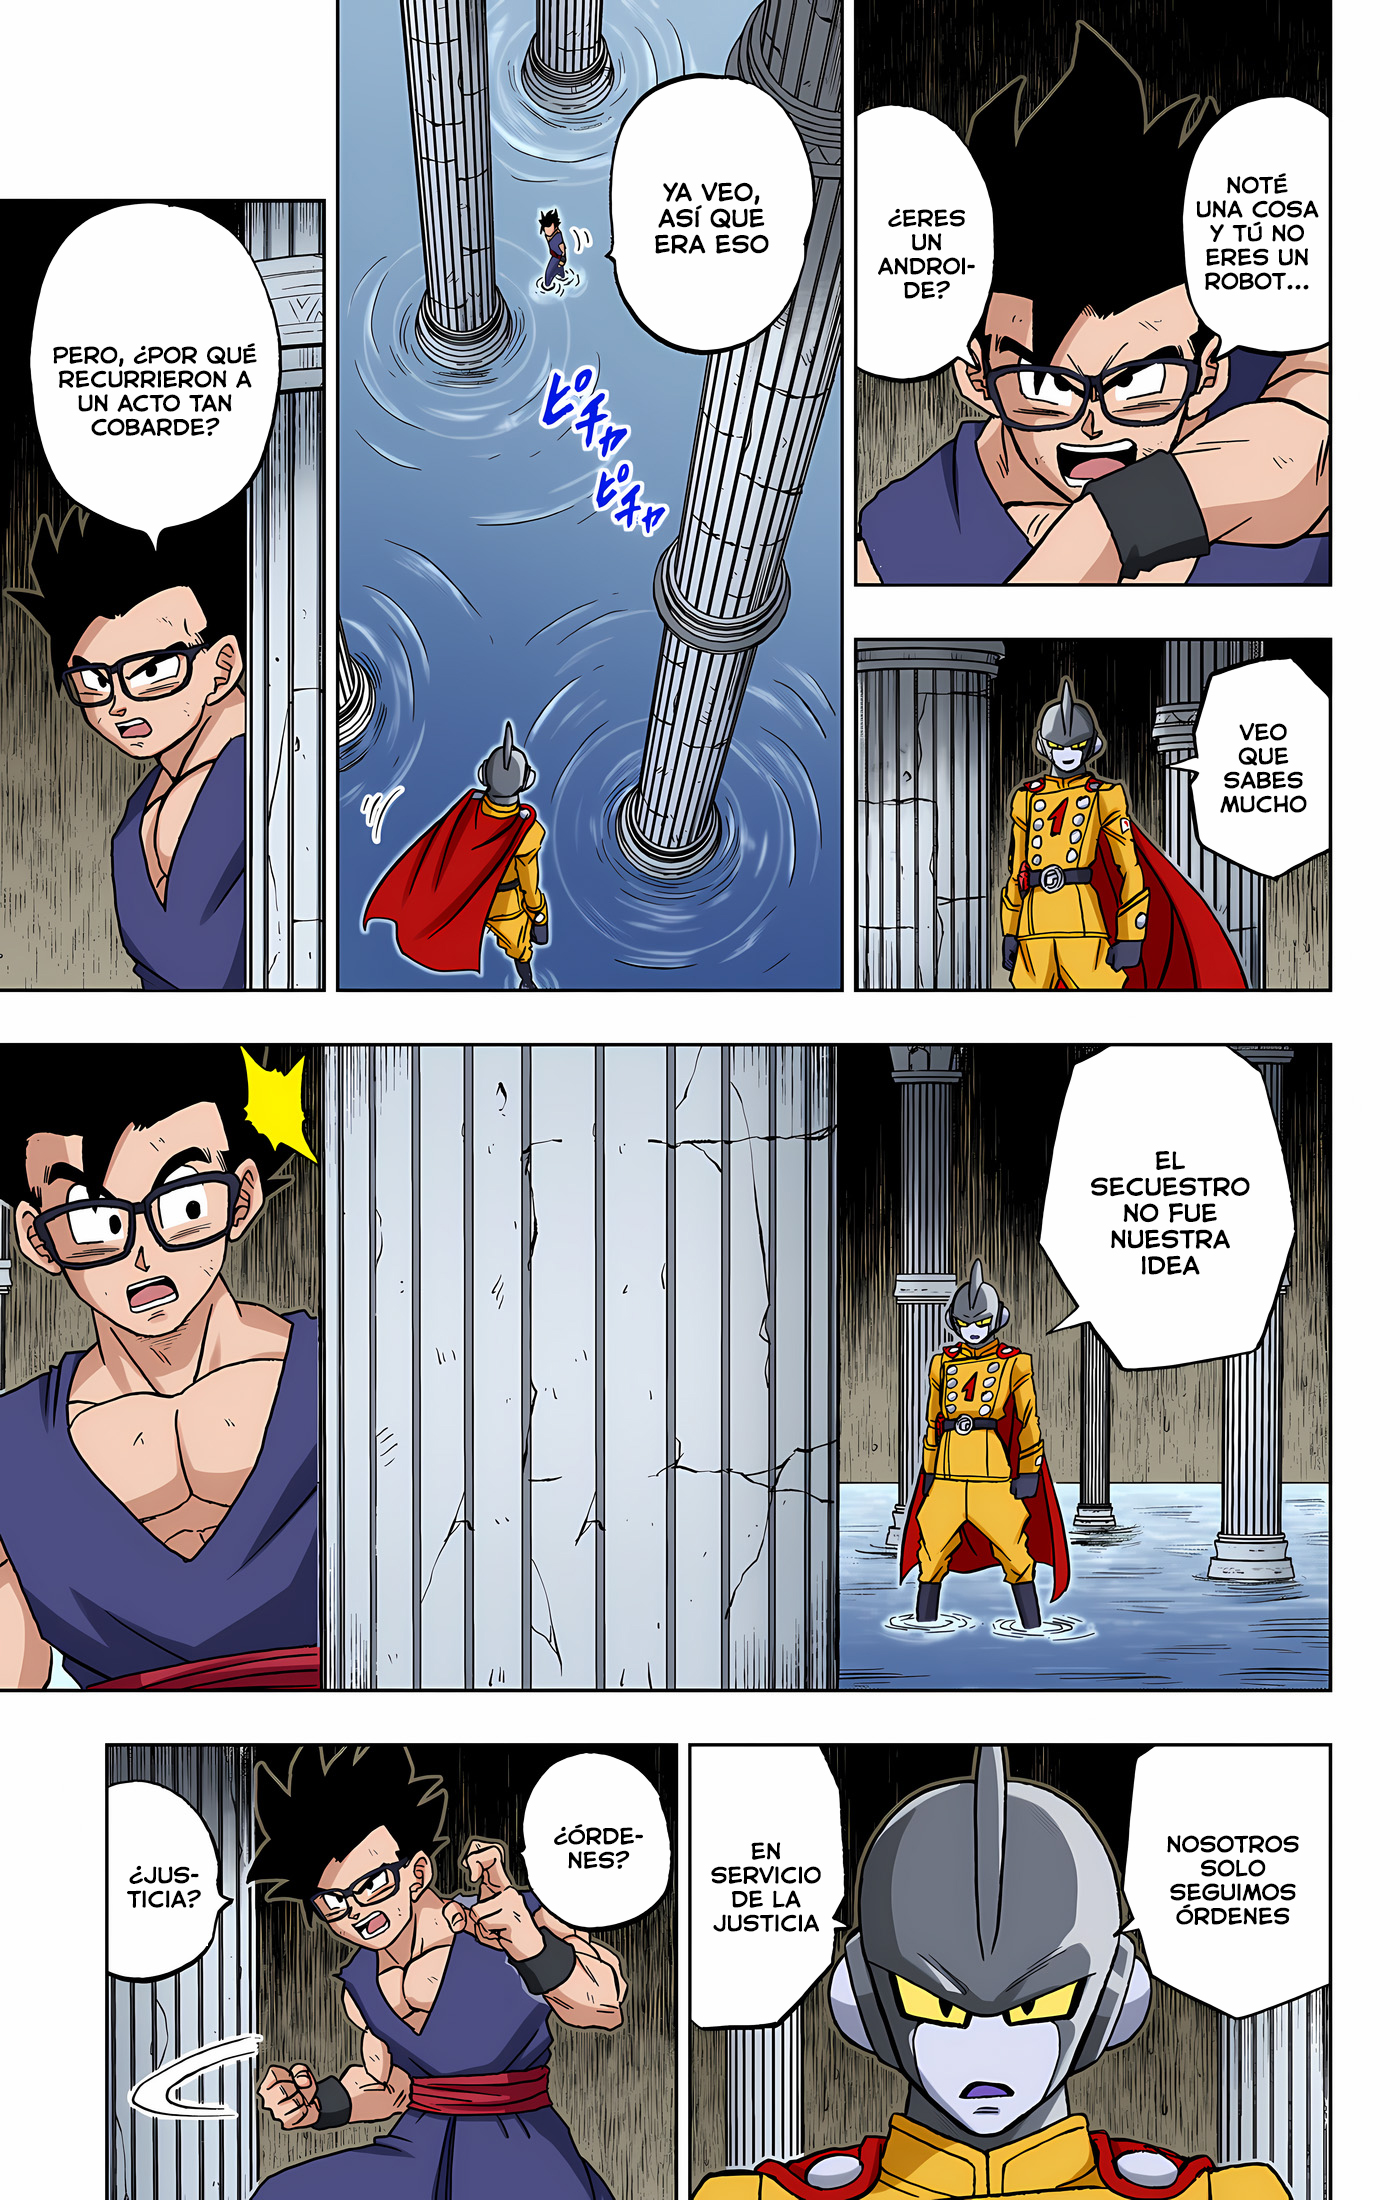 NOTÉ
UNA COSA
Y TÚ NO
ERES UN
ROBOT...
¿ERES
UN
ANDROI-
DE?
VEO
QUE
SABES
MUCHO
YA VEO,
ASÍ QUE
ERA ESO
ピチャ
ピチャ
PERO, ¿POR QUÉ
RECURRIERON A
UN ACTO TAN
COBARDE?
EL
SECUESTRO
NO FUE
NUESTRA
IDEA
1
1
NOSOTROS
SOLO
SEGUIMOS
ÓRDENES
EN
SERVICIO
DE LA
JUSTICIA
¿ÓRDE-
NES?
¿JUS-
TICIA?